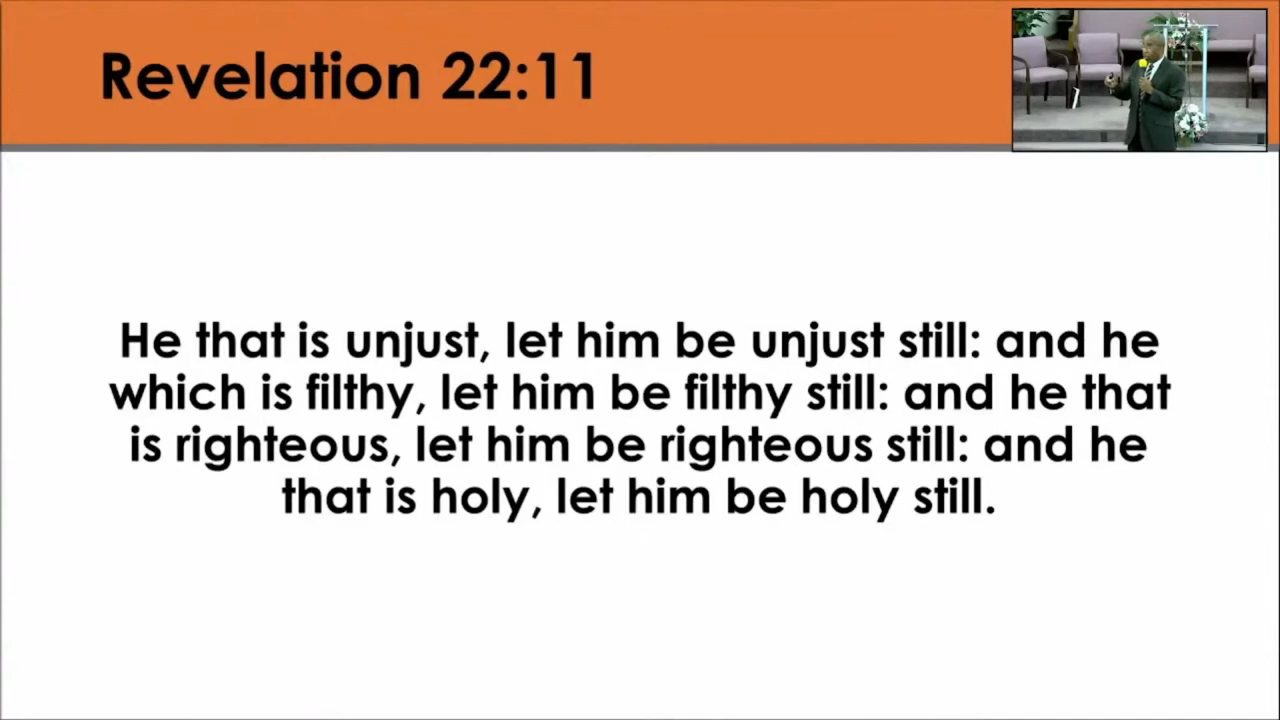 Revelation 22:11
He that is unjust, let him be unjust still: and he
which is filthy, let him be filthy still: and he that
is righteous, let him be righteous still: and he
that is holy, let him be holy still.